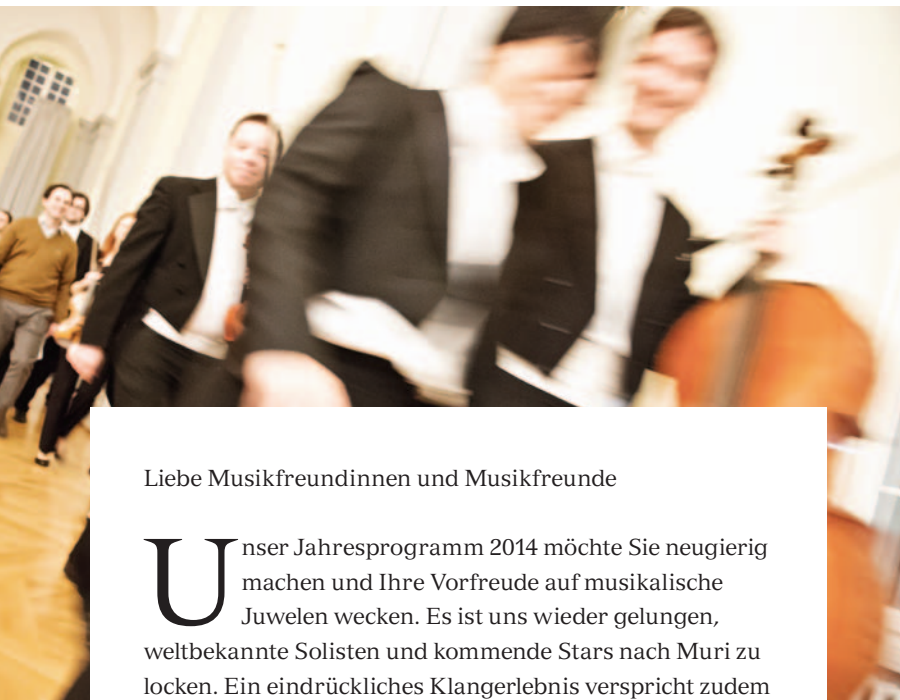 Liebe Musikfreundinnen und Musikfreunde
Unser Jahresprogramm 2014 möchte Sie neugierig
machen und Ihre Vorfreude auf musikalische
Juwelen wecken. Es ist uns wieder gelungen,
weltbekannte Solisten und kommende Stars nach Muri zu
locken. Ein eindrückliches Klangerlebnis verspricht zudem